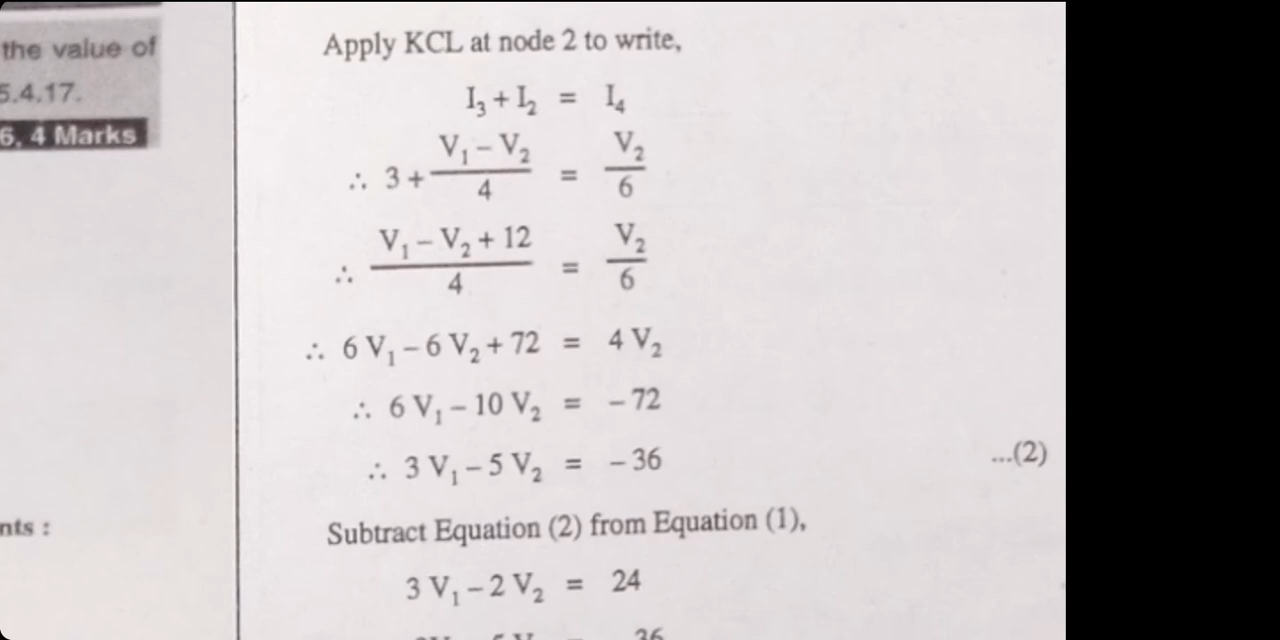 the value of
5.4.17.
6, 4 Marks
nts :
Apply KCL at node 2 to write,
I₃ + I₂ = I₄
∴ 3 + (V₁ – V₂)/4 = V₂/6
∴ (V₁ – V₂ + 12)/4 = V₂/6
∴ 6 V₁ – 6 V₂ + 72 = 4 V₂
∴ 6 V₁ – 10 V₂ = – 72
∴ 3 V₁ – 5 V₂ = – 36 ...(2)
Subtract Equation (2) from Equation (1),
3 V₁ – 2 V₂ = 24